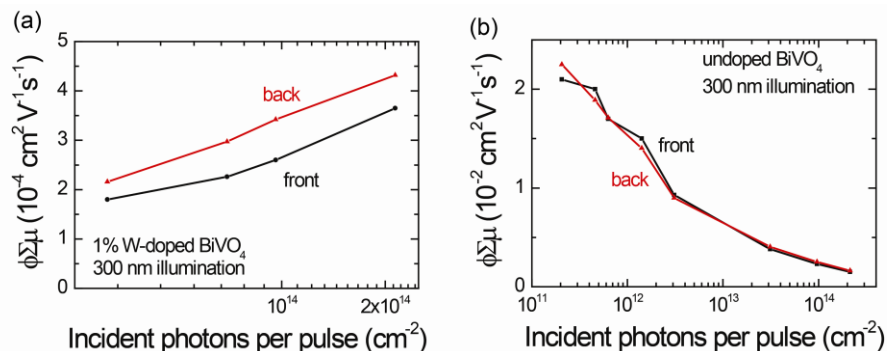 (a)
5
4
3
2
1
0
ϕΣμ (10⁻⁴ cm² V⁻¹s⁻¹)
back
front
1% W-doped BiVO₄
300 nm illumination
10¹⁴
2x10¹⁴
Incident photons per pulse (cm⁻²)
(b)
2
1
0
ϕΣμ (10⁻² cm² V⁻¹s⁻¹)
undoped BiVO₄
300 nm illumination
front
back
10¹¹
10¹²
10¹³
10¹⁴
Incident photons per pulse (cm⁻²)